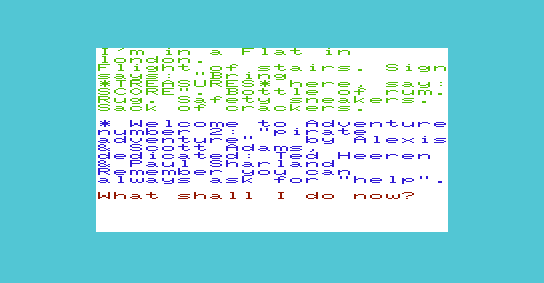 I'm in a Flat in
london.
Flight of stairs. Sign
says: "Bring
*TREASURES* here, say:
SCORE". Bottle of rum.
Rug. Safety sneakers.
Sack of crackers.
* Welcome to Adventure
number 2: "pirate
adventure"   by Alexis
& Scott Adams,
dedicated: Ted Heeren
& Paul Sharland
Remember you can
always ask for "help".
What shall I do now?